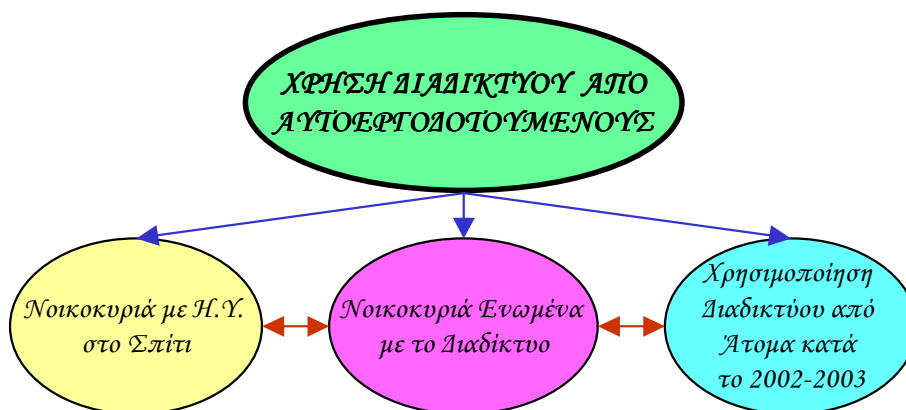 ΧΡΗΣΗ ΔΙΑΔΙΚΤΥΟΥ ΑΠΟ
ΑΥΤΟΕΡΓΟΔΟΤΟΥΜΕΝΟΥΣ
Νοικοκυριά με Η.Υ.
στο Σπίτι
Νοικοκυριά Ενωμένα
με το Διαδίκτυο
Χρησιμοποίηση
Διαδικτύου από
Άτομα κατά
το 2002-2003